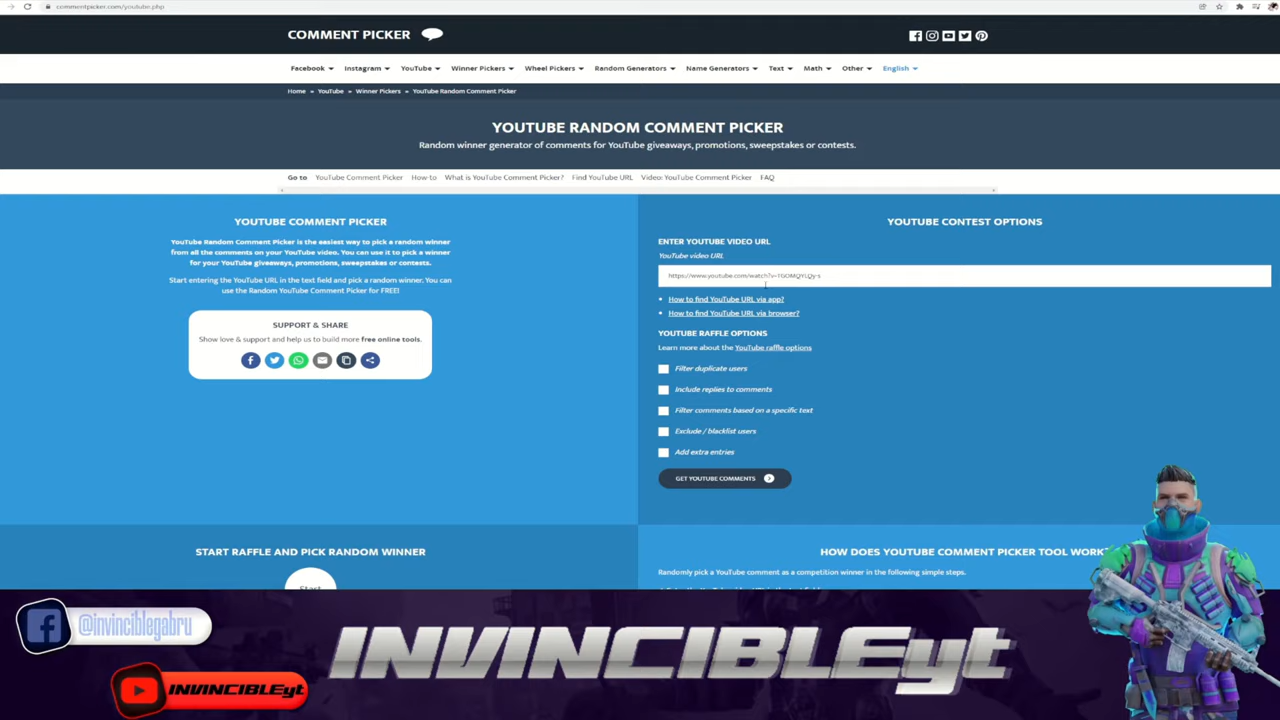 commentpicker.com/youtube.php
COMMENT PICKER
Facebook Instagram YouTube Winner Pickers Wheel Pickers Random Generators Name Generators Text Math Other English
Home » YouTube » Winner Pickers » YouTube Random Comment Picker
YOUTUBE RANDOM COMMENT PICKER
Random winner generator of comments for YouTube giveaways, promotions, sweepstakes or contests.
Go to YouTube Comment Picker How to What is YouTube Comment Picker? Find YouTube URL Video: YouTube Comment Picker FAQ
YOUTUBE COMMENT PICKER
YouTube Random Comment Picker is the easiest way to pick a random winner
from all the comments on your YouTube video. You can use it to pick a winner
for your YouTube giveaways, promotions, sweepstakes or contests.
Start entering the YouTube URL in the text field and pick a random winner. You can
use the Random YouTube Comment Picker for FREE!
SUPPORT & SHARE
Show love & support and help us to build more free online tools.
YOUTUBE CONTEST OPTIONS
ENTER YOUTUBE VIDEO URL
YouTube video URL
How to find YouTube URL via app?
How to find YouTube URL via browser?
YOUTUBE RAFFLE OPTIONS
Learn more about the YouTube raffle options
Filter duplicate users
Include replies to comments
Filter comments based on a specific text
Exclude / blacklist users
Add extra entries
GET YOUTUBE COMMENTS
START RAFFLE AND PICK RANDOM WINNER
Start
HOW DOES YOUTUBE COMMENT PICKER TOOL WORK
Randomly pick a YouTube comment as a competition winner in the following simple steps.
@invinciblegabru
INVINCIBLEyt
INVINCIBLEyt